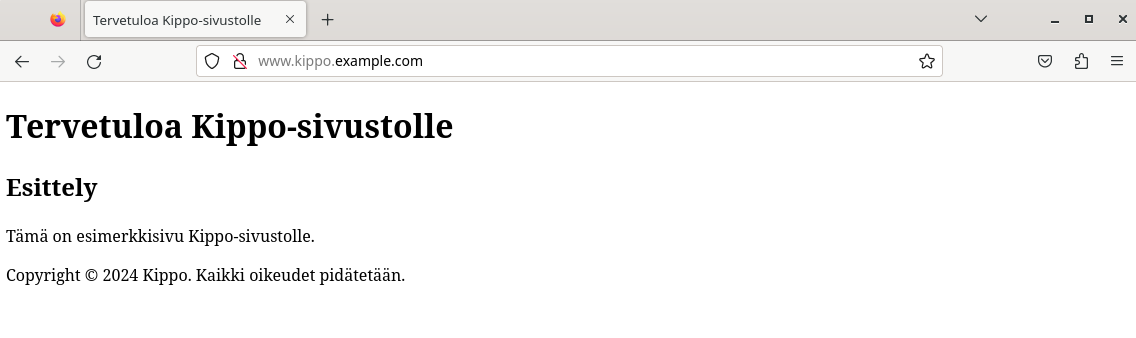 Tervetuloa Kippo-sivustolle
www.kippo.example.com
Tervetuloa Kippo-sivustolle
Esittely
Tämä on esimerkkisivu Kippo-sivustolle.
Copyright © 2024 Kippo. Kaikki oikeudet pidätetään.